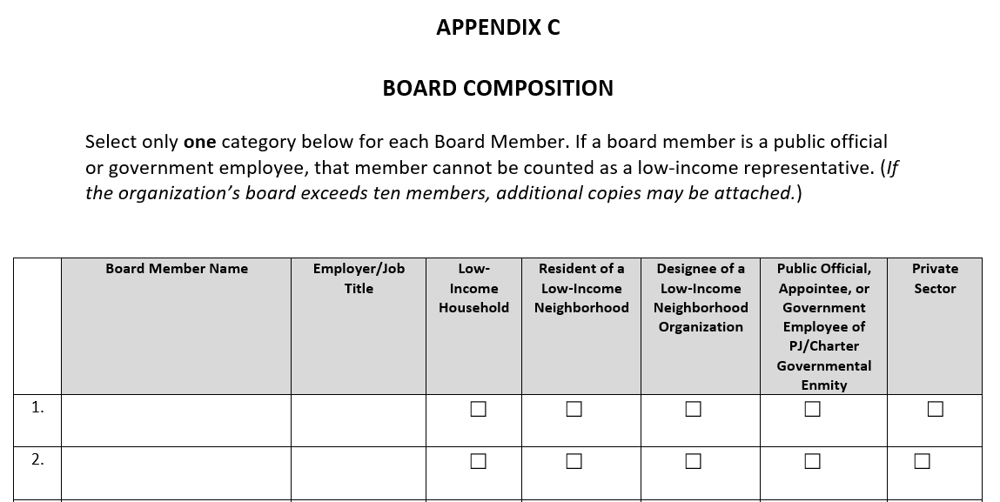 APPENDIX C
BOARD COMPOSITION
Select only one category below for each Board Member. If a board member is a public official
or government employee, that member cannot be counted as a low-income representative. (If
the organization’s board exceeds ten members, additional copies may be attached.)
Board Member Name
Employer/Job
Title
Low-
Income
Household
Resident of a
Low-Income
Neighborhood
Designee of a
Low-Income
Neighborhood
Organization
Public Official,
Appointee, or
Government
Employee of
PJ/Charter
Governmental
Enmity
Private
Sector
1. ☐ ☐ ☐ ☐ ☐
2. ☐ ☐ ☐ ☐ ☐